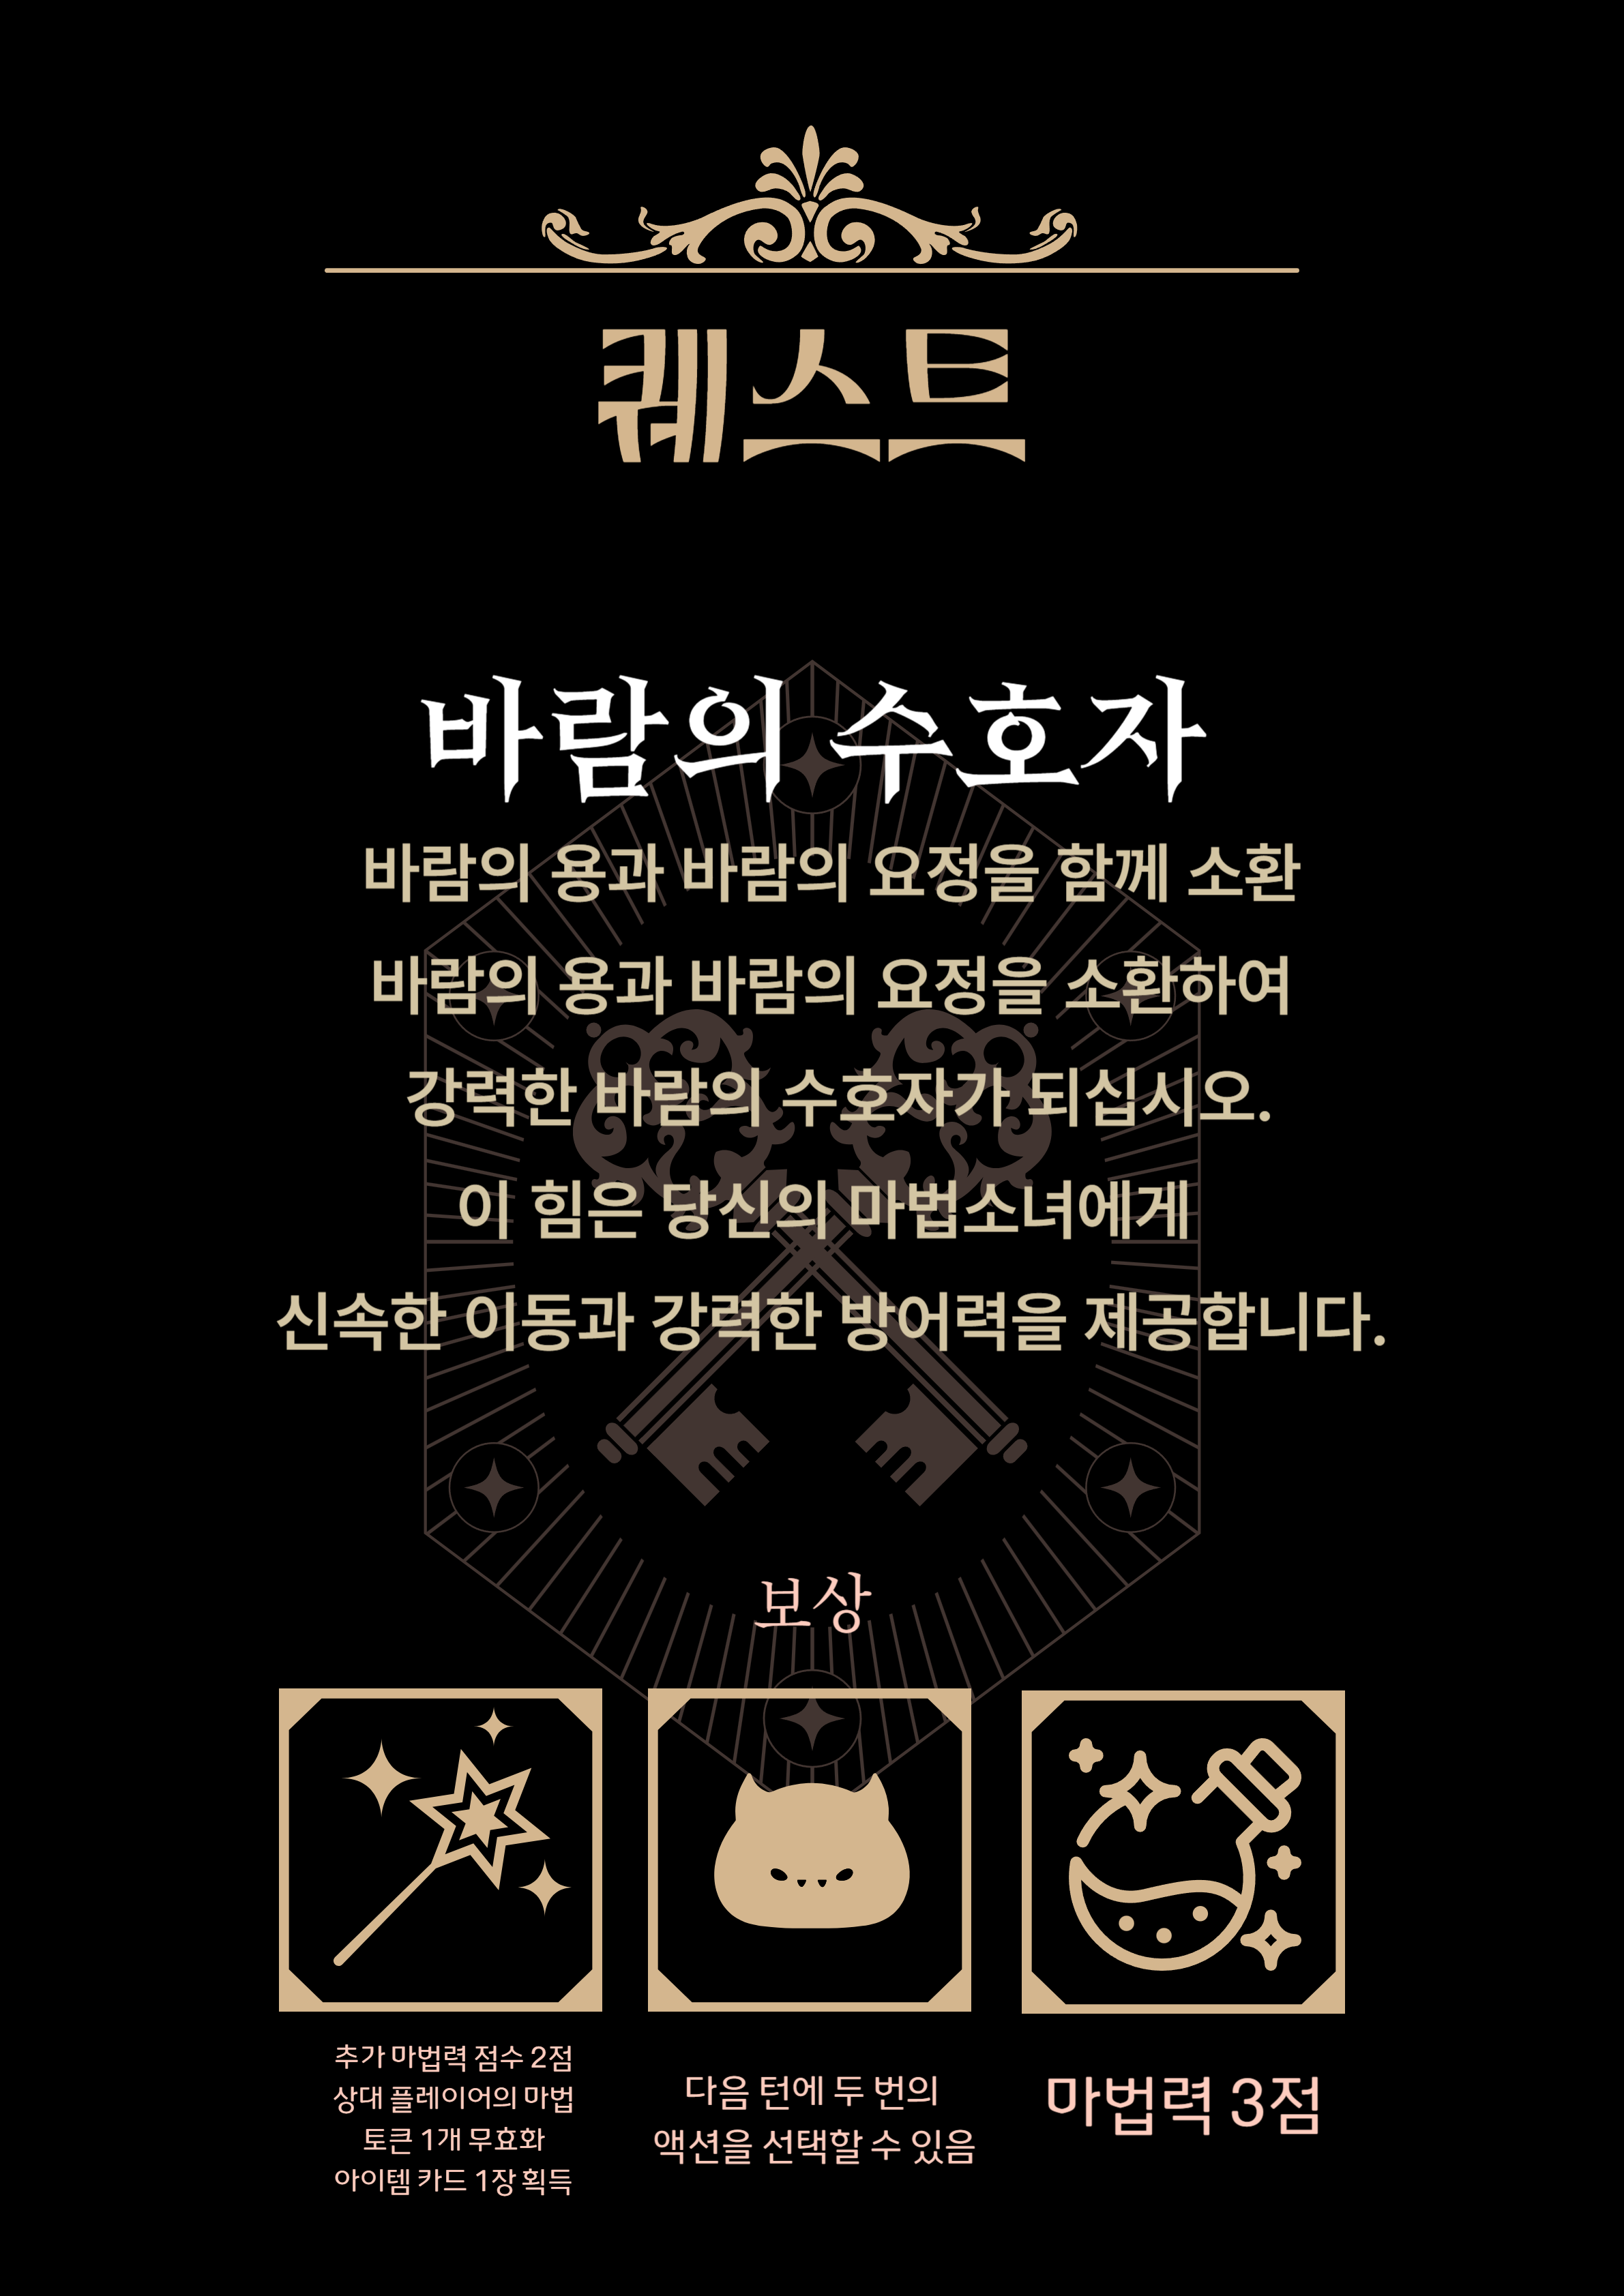 퀘스트
바람의 수호자
바람의 용과 바람의 요정을 함께 소환
바람의 용과 바람의 요정을 소환하여
강력한 바람의 수호자가 되십시오.
이 힘은 당신의 마법소녀에게
신속한 이동과 강력한 방어력을 제공합니다.
보상
추가 마법력 점수 2점
상대 플레이어의 마법
토큰 1개 무효화
아이템 카드 1장 획득
다음 턴에 두 번의
액션을 선택할 수 있음
마법력 3점